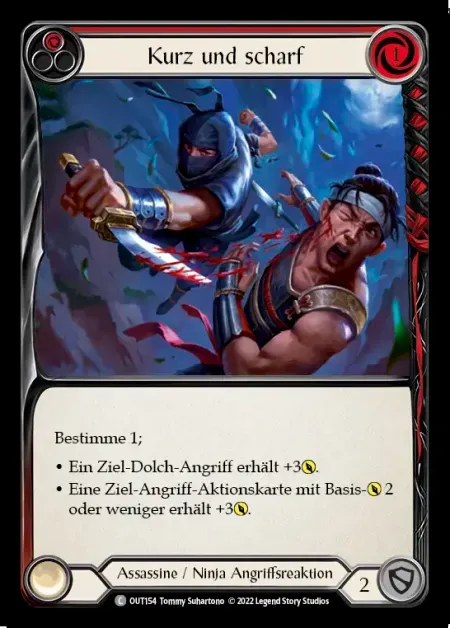 Kurz und scharf
1
Bestimme 1;
• Ein Ziel-Dolch-Angriff erhält +3.
• Eine Ziel-Angriff-Aktionskarte mit Basis- 2
oder weniger erhält +3.
Assassine / Ninja Angriffsreaktion
2
C OUT154 Tommy Suhartono © 2022 Legend Story Studios